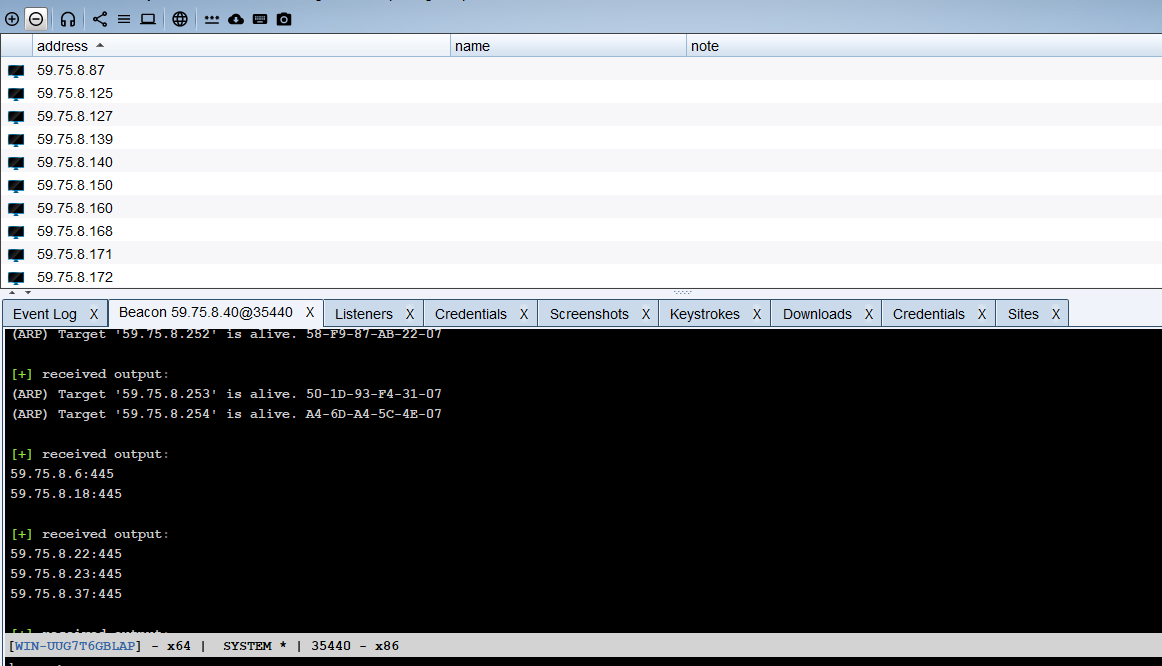 address name note
59.75.8.87
59.75.8.125
59.75.8.127
59.75.8.139
59.75.8.140
59.75.8.150
59.75.8.160
59.75.8.168
59.75.8.171
59.75.8.172
Event Log X Beacon 59.75.8.40@35440 X Listeners X Credentials X Screenshots X Keystrokes X Downloads X Credentials X Sites X
(ARP) Target '59.75.8.252' is alive. 58-F9-87-AB-22-07
[+] received output:
(ARP) Target '59.75.8.253' is alive. 50-1D-93-F4-31-07
(ARP) Target '59.75.8.254' is alive. A4-6D-A4-5C-4E-07
[+] received output:
59.75.8.6:445
59.75.8.18:445
[+] received output:
59.75.8.22:445
59.75.8.23:445
59.75.8.37:445
[+] received output:
[WIN-UUG7T6GBLAP] - x64 | SYSTEM * | 35440 - x86